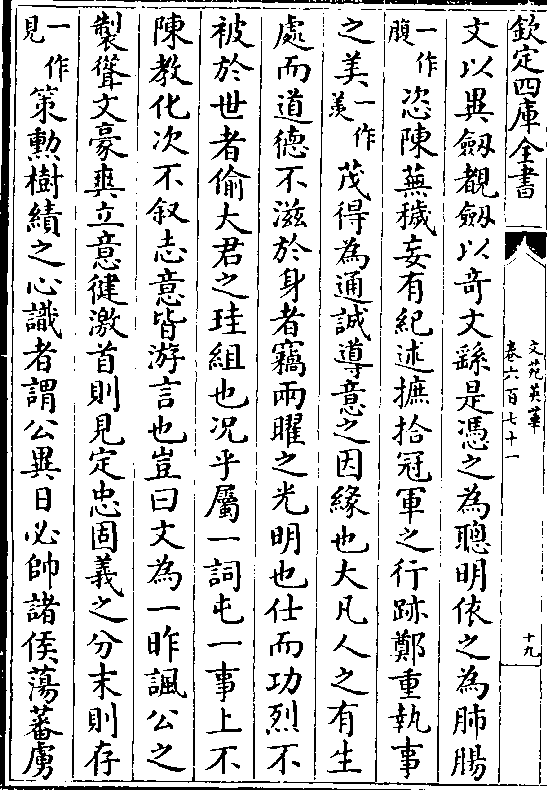 欽定四庫全書
文苑英華
卷六百七十一
十九
文以異劔覩劔以奇文繇是憑之為聰明依之為肺腸
一作
腹恣陳蕪穢妄有紀述摭拾冠軍之行跡鄭重執事
之美一作
羨茂得為通誠導意之因緣也大凡人之有生
處而道德不滋於身者竊兩曜之光明也仕而功烈不
被於世者偷大君之珪組也況乎屬一詞屯一事上不
陳教化次不叙志意皆游言也豈曰文為一昨諷公之
製聳文豪爽立意健激首則見定忠固義之分末則存
一作
見策勲樹績之心識者謂公異日必帥諸侯蕩蕃虜